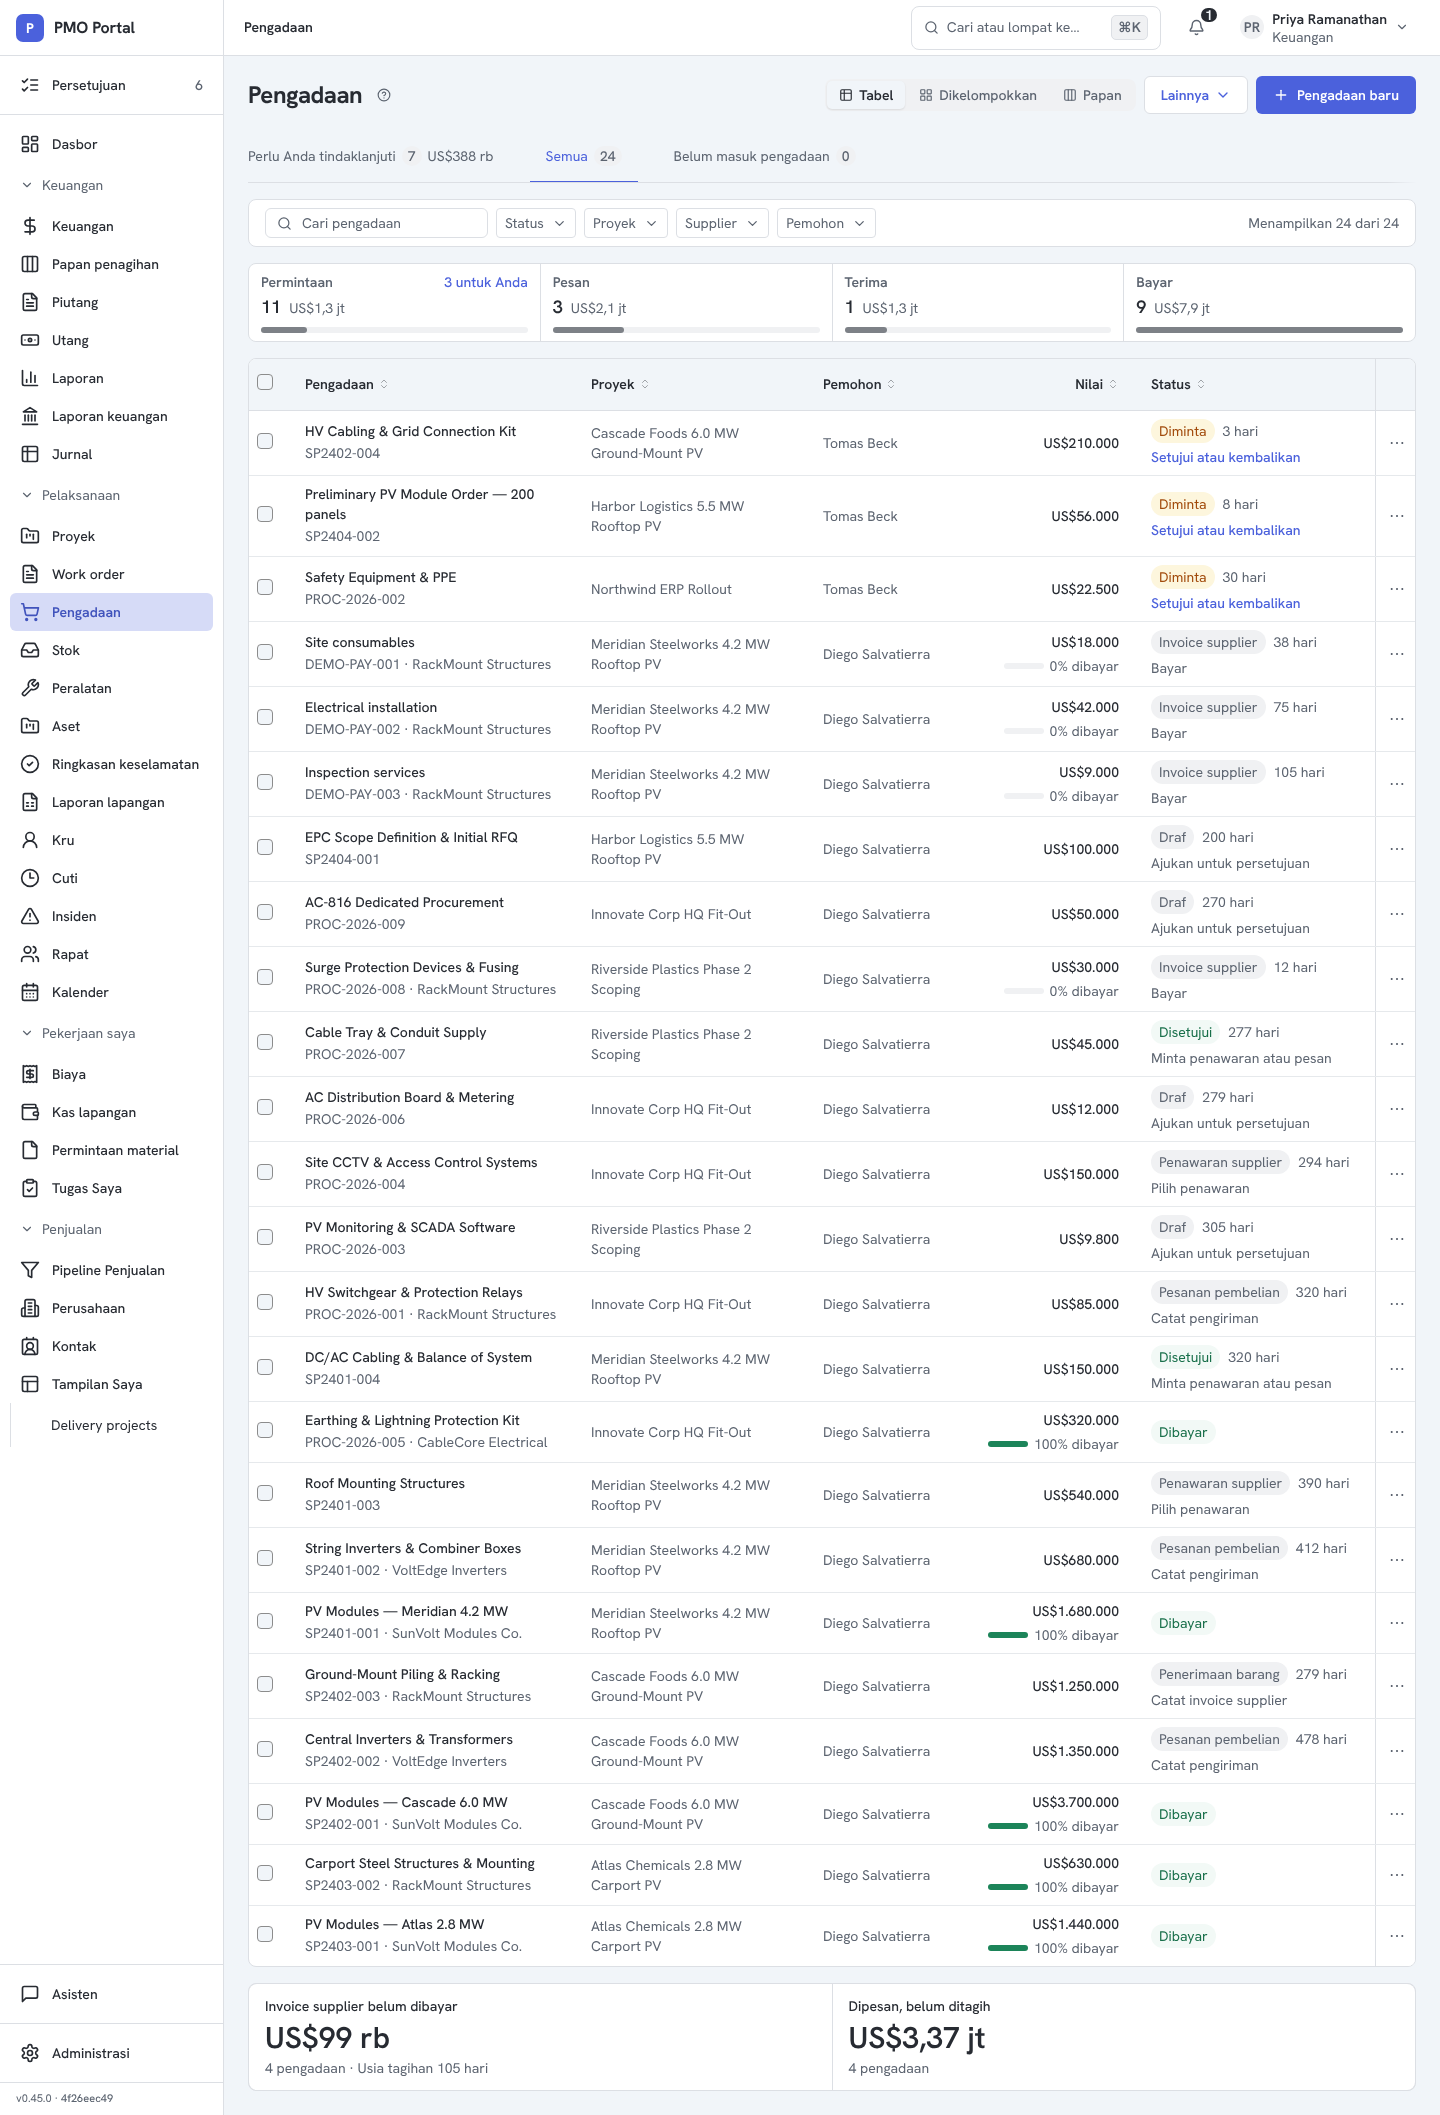 P PMO Portal
Pengadaan
Cari atau lompat ke...
⌘K
1
PR
Priya Ramanathan
Keuangan
Persetujuan 6
Dasbor
Keuangan
Keuangan
Papan penagihan
Piutang
Utang
Laporan
Laporan keuangan
Jurnal
Pelaksanaan
Proyek
Work order
Pengadaan
Stok
Peralatan
Aset
Ringkasan keselamatan
Laporan lapangan
Kru
Cuti
Insiden
Rapat
Kalender
Pekerjaan saya
Biaya
Kas lapangan
Permintaan material
Tugas Saya
Penjualan
Pipeline Penjualan
Perusahaan
Kontak
Tampilan Saya
Delivery projects
Asisten
Administrasi
v0.45.0 · 4f26eec49
Pengadaan
Tabel Dikelompokkan Papan
Lainnya
Pengadaan baru
Perlu Anda tindaklanjuti 7 US$388 rb
Semua 24
Belum masuk pengadaan 0
Cari pengadaan
Status
Proyek
Supplier
Pemohon
Menampilkan 24 dari 24
Permintaan 3 untuk Anda
11 US$1,3 jt
Pesan
3 US$2,1 jt
Terima
1 US$1,3 jt
Bayar
9 US$7,9 jt
Pengadaan Proyek Pemohon Nilai Status
HV Cabling & Grid Connection Kit
SP2402-004
Cascade Foods 6.0 MW
Ground-Mount PV
Tomas Beck
US$210.000
Diminta 3 hari
Setujui atau kembalikan
Preliminary PV Module Order — 200
panels
SP2404-002
Harbor Logistics 5.5 MW
Rooftop PV
Tomas Beck
US$56.000
Diminta 8 hari
Setujui atau kembalikan
Safety Equipment & PPE
PROC-2026-002
Northwind ERP Rollout
Tomas Beck
US$22.500
Diminta 30 hari
Setujui atau kembalikan
Site consumables
DEMO-PAY-001 · RackMount Structures
Meridian Steelworks 4.2 MW
Rooftop PV
Diego Salvatierra
US$18.000
0% dibayar
Invoice supplier 38 hari
Bayar
Electrical installation
DEMO-PAY-002 · RackMount Structures
Meridian Steelworks 4.2 MW
Rooftop PV
Diego Salvatierra
US$42.000
0% dibayar
Invoice supplier 75 hari
Bayar
Inspection services
DEMO-PAY-003 · RackMount Structures
Meridian Steelworks 4.2 MW
Rooftop PV
Diego Salvatierra
US$9.000
0% dibayar
Invoice supplier 105 hari
Bayar
EPC Scope Definition & Initial RFQ
SP2404-001
Harbor Logistics 5.5 MW
Rooftop PV
Diego Salvatierra
US$100.000
Draf 200 hari
Ajukan untuk persetujuan
AC-816 Dedicated Procurement
PROC-2026-009
Innovate Corp HQ Fit-Out
Diego Salvatierra
US$50.000
Draf 270 hari
Ajukan untuk persetujuan
Surge Protection Devices & Fusing
PROC-2026-008 · RackMount Structures
Riverside Plastics Phase 2
Scoping
Diego Salvatierra
US$30.000
0% dibayar
Invoice supplier 12 hari
Bayar
Cable Tray & Conduit Supply
PROC-2026-007
Riverside Plastics Phase 2
Scoping
Diego Salvatierra
US$45.000
Disetujui 277 hari
Minta penawaran atau pesan
AC Distribution Board & Metering
PROC-2026-006
Innovate Corp HQ Fit-Out
Diego Salvatierra
US$12.000
Draf 279 hari
Ajukan untuk persetujuan
Site CCTV & Access Control Systems
PROC-2026-004
Innovate Corp HQ Fit-Out
Diego Salvatierra
US$150.000
Penawaran supplier 294 hari
Pilih penawaran
PV Monitoring & SCADA Software
PROC-2026-003
Riverside Plastics Phase 2
Scoping
Diego Salvatierra
US$9.800
Draf 305 hari
Ajukan untuk persetujuan
HV Switchgear & Protection Relays
PROC-2026-001 · RackMount Structures
Innovate Corp HQ Fit-Out
Diego Salvatierra
US$85.000
Pesanan pembelian 320 hari
Catat pengiriman
DC/AC Cabling & Balance of System
SP2401-004
Meridian Steelworks 4.2 MW
Rooftop PV
Diego Salvatierra
US$150.000
Disetujui 320 hari
Minta penawaran atau pesan
Earthing & Lightning Protection Kit
PROC-2026-005 · CableCore Electrical
Innovate Corp HQ Fit-Out
Diego Salvatierra
US$320.000
100% dibayar
Dibayar
Roof Mounting Structures
SP2401-003
Meridian Steelworks 4.2 MW
Rooftop PV
Diego Salvatierra
US$540.000
Penawaran supplier 390 hari
Pilih penawaran
String Inverters & Combiner Boxes
SP2401-002 · VoltEdge Inverters
Meridian Steelworks 4.2 MW
Rooftop PV
Diego Salvatierra
US$680.000
Pesanan pembelian 412 hari
Catat pengiriman
PV Modules — Meridian 4.2 MW
SP2401-001 · SunVolt Modules Co.
Meridian Steelworks 4.2 MW
Rooftop PV
Diego Salvatierra
US$1.680.000
100% dibayar
Dibayar
Ground-Mount Piling & Racking
SP2402-003 · RackMount Structures
Cascade Foods 6.0 MW
Ground-Mount PV
Diego Salvatierra
US$1.250.000
Penerimaan barang 279 hari
Catat invoice supplier
Central Inverters & Transformers
SP2402-002 · VoltEdge Inverters
Cascade Foods 6.0 MW
Ground-Mount PV
Diego Salvatierra
US$1.350.000
Pesanan pembelian 478 hari
Catat pengiriman
PV Modules — Cascade 6.0 MW
SP2402-001 · SunVolt Modules Co.
Cascade Foods 6.0 MW
Ground-Mount PV
Diego Salvatierra
US$3.700.000
100% dibayar
Dibayar
Carport Steel Structures & Mounting
SP2403-002 · RackMount Structures
Atlas Chemicals 2.8 MW
Carport PV
Diego Salvatierra
US$630.000
100% dibayar
Dibayar
PV Modules — Atlas 2.8 MW
SP2403-001 · SunVolt Modules Co.
Atlas Chemicals 2.8 MW
Carport PV
Diego Salvatierra
US$1.440.000
100% dibayar
Dibayar
Invoice supplier belum dibayar
US$99 rb
4 pengadaan · Usia tagihan 105 hari
Dipesan, belum ditagih
US$3,37 jt
4 pengadaan